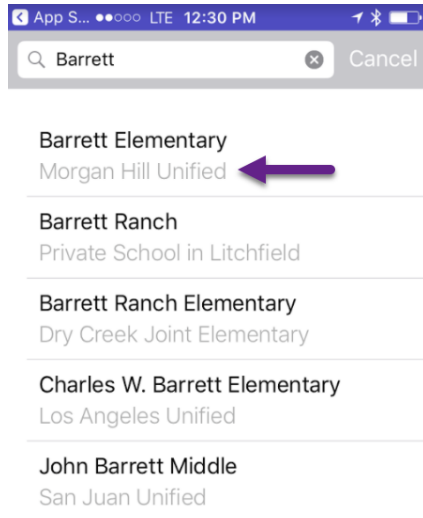 App S... LTE 12:30 PM
Barrett Cancel
Barrett Elementary
Morgan Hill Unified
Barrett Ranch
Private School in Litchfield
Barrett Ranch Elementary
Dry Creek Joint Elementary
Charles W. Barrett Elementary
Los Angeles Unified
John Barrett Middle
San Juan Unified